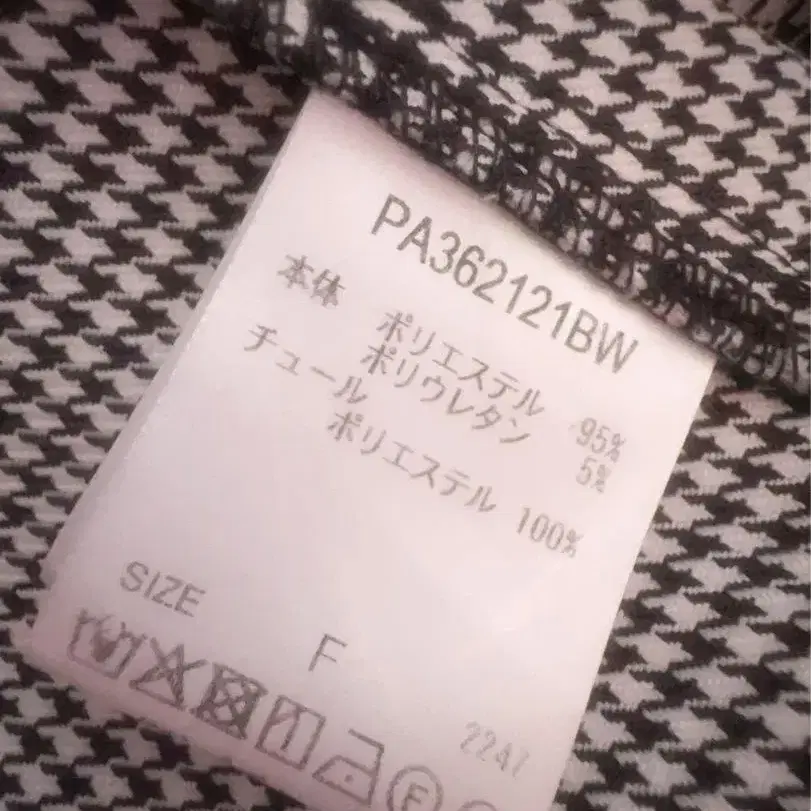 PA362121BW
本体 ポリエステル 95%
ポリウレタン 5%
チュール
ポリエステル 100%
SIZE
F
2247
F